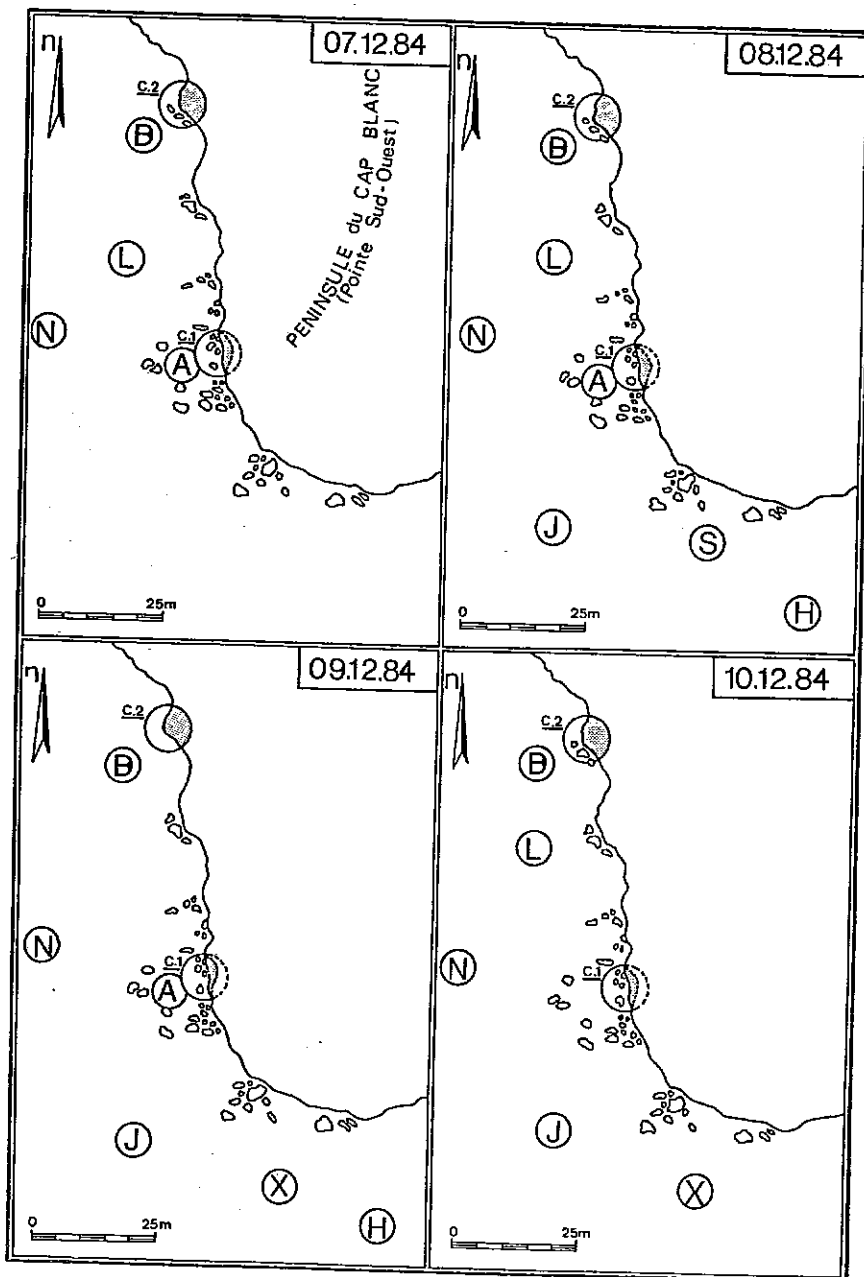 07.12.84
n
C.2
B
PENINSULE du CAP BLANC
(Pointe Sud-Ouest)
L
N
C.1
A
0 25m
08.12.84
n
C.2
B
L
N
C.1
A
J
S
H
0 25m
09.12.84
n
C.2
B
N
C.1
A
J
X
H
0 25m
10.12.84
n
C.2
B
L
N
C.1
J
X
0 25m